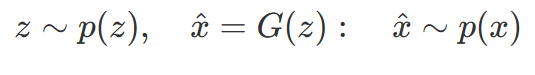 z ∼ p(z), x̂ = G(z) : x̂ ∼ p(x)